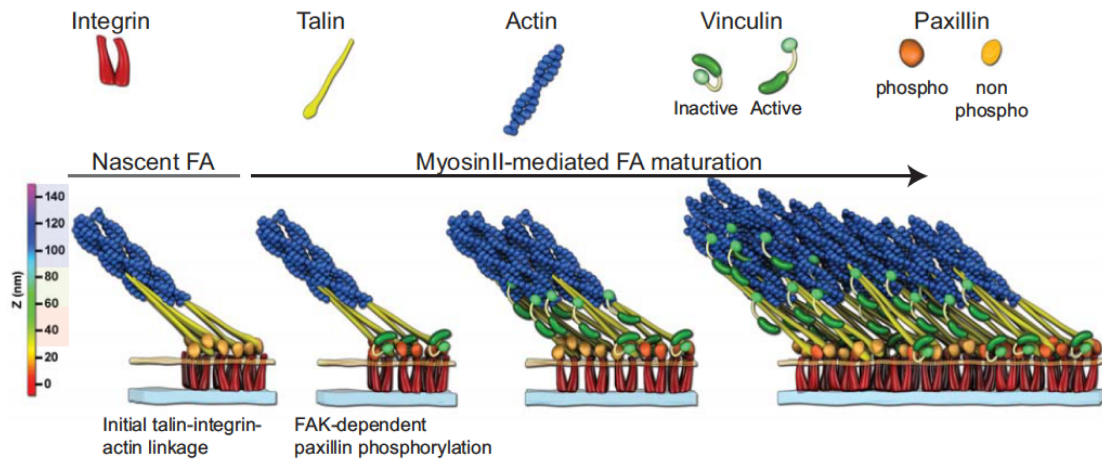 Integrin
Talin
Actin
Vinculin
Paxillin
Inactive
Active
phospho
non
phospho
Nascent FA
MyosinII-mediated FA maturation
Z (nm)
140
120
100
80
60
40
20
0
Initial talin-integrin-
actin linkage
FAK-dependent
paxillin phosphorylation